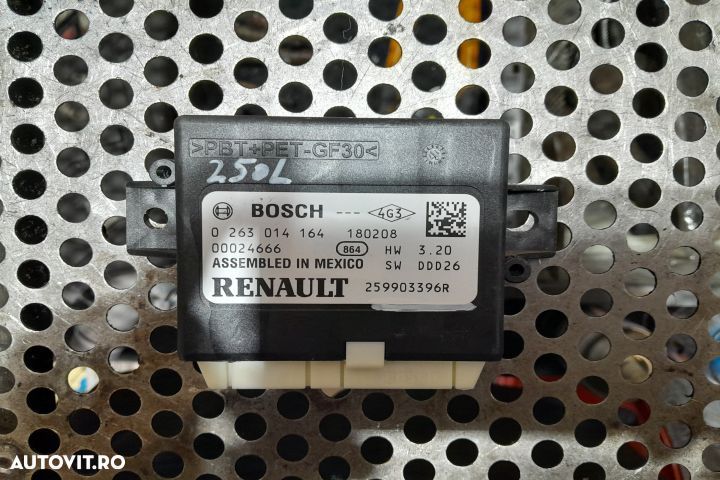 >PBT+PET-GF30<
250L
BOSCH --- 4G3
0 263 014 164 180208
00024666 864 HW 3.20
ASSEMBLED IN MEXICO SW DDD26
RENAULT 259903396R
AUTOVIT.RO